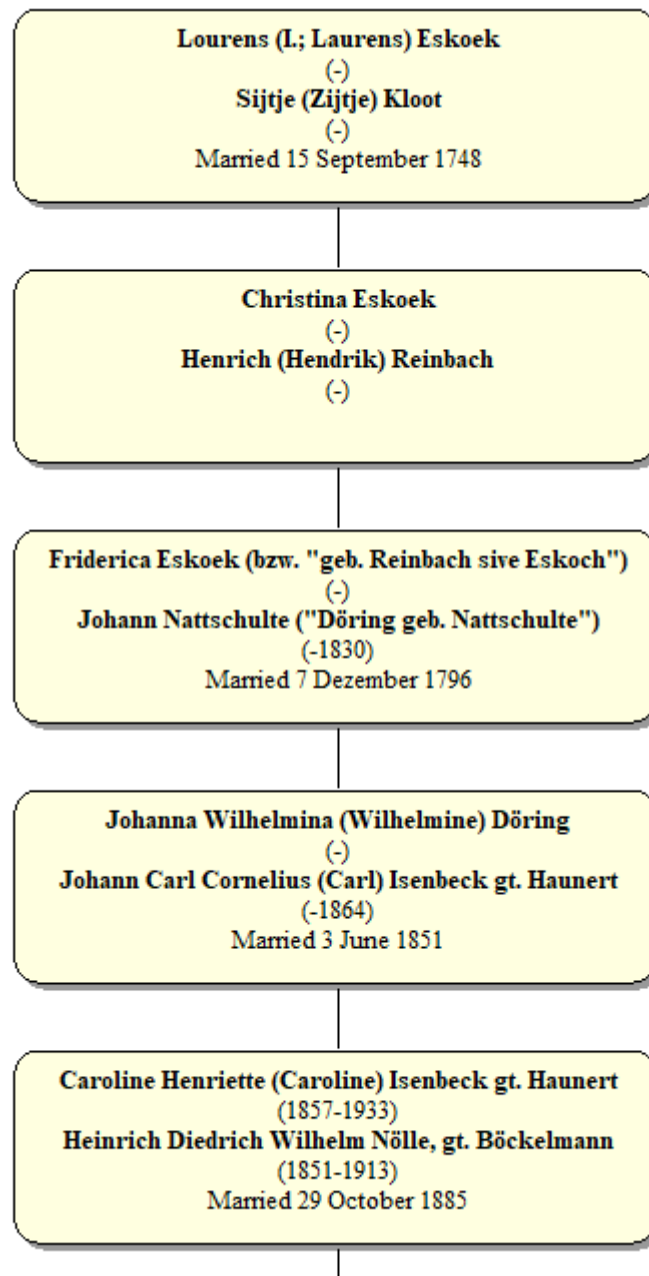 Lourens (I.; Laurens) Eskoek
(-)
Sijtje (Zijtje) Kloot
(-)
Married 15 September 1748
Christina Eskoek
(-)
Henrich (Hendrik) Reinbach
(-)
Friderica Eskoek (bzw. "geb. Reinbach sive Eskoch")
(-)
Johann Nattschulte ("Döring geb. Nattschulte")
(-1830)
Married 7 Dezember 1796
Johanna Wilhelmina (Wilhelmine) Döring
(-)
Johann Carl Cornelius (Carl) Isenbeck gt. Haunert
(-1864)
Married 3 June 1851
Caroline Henriette (Caroline) Isenbeck gt. Haunert
(1857-1933)
Heinrich Diedrich Wilhelm Nölle, gt. Böckelmann
(1851-1913)
Married 29 October 1885